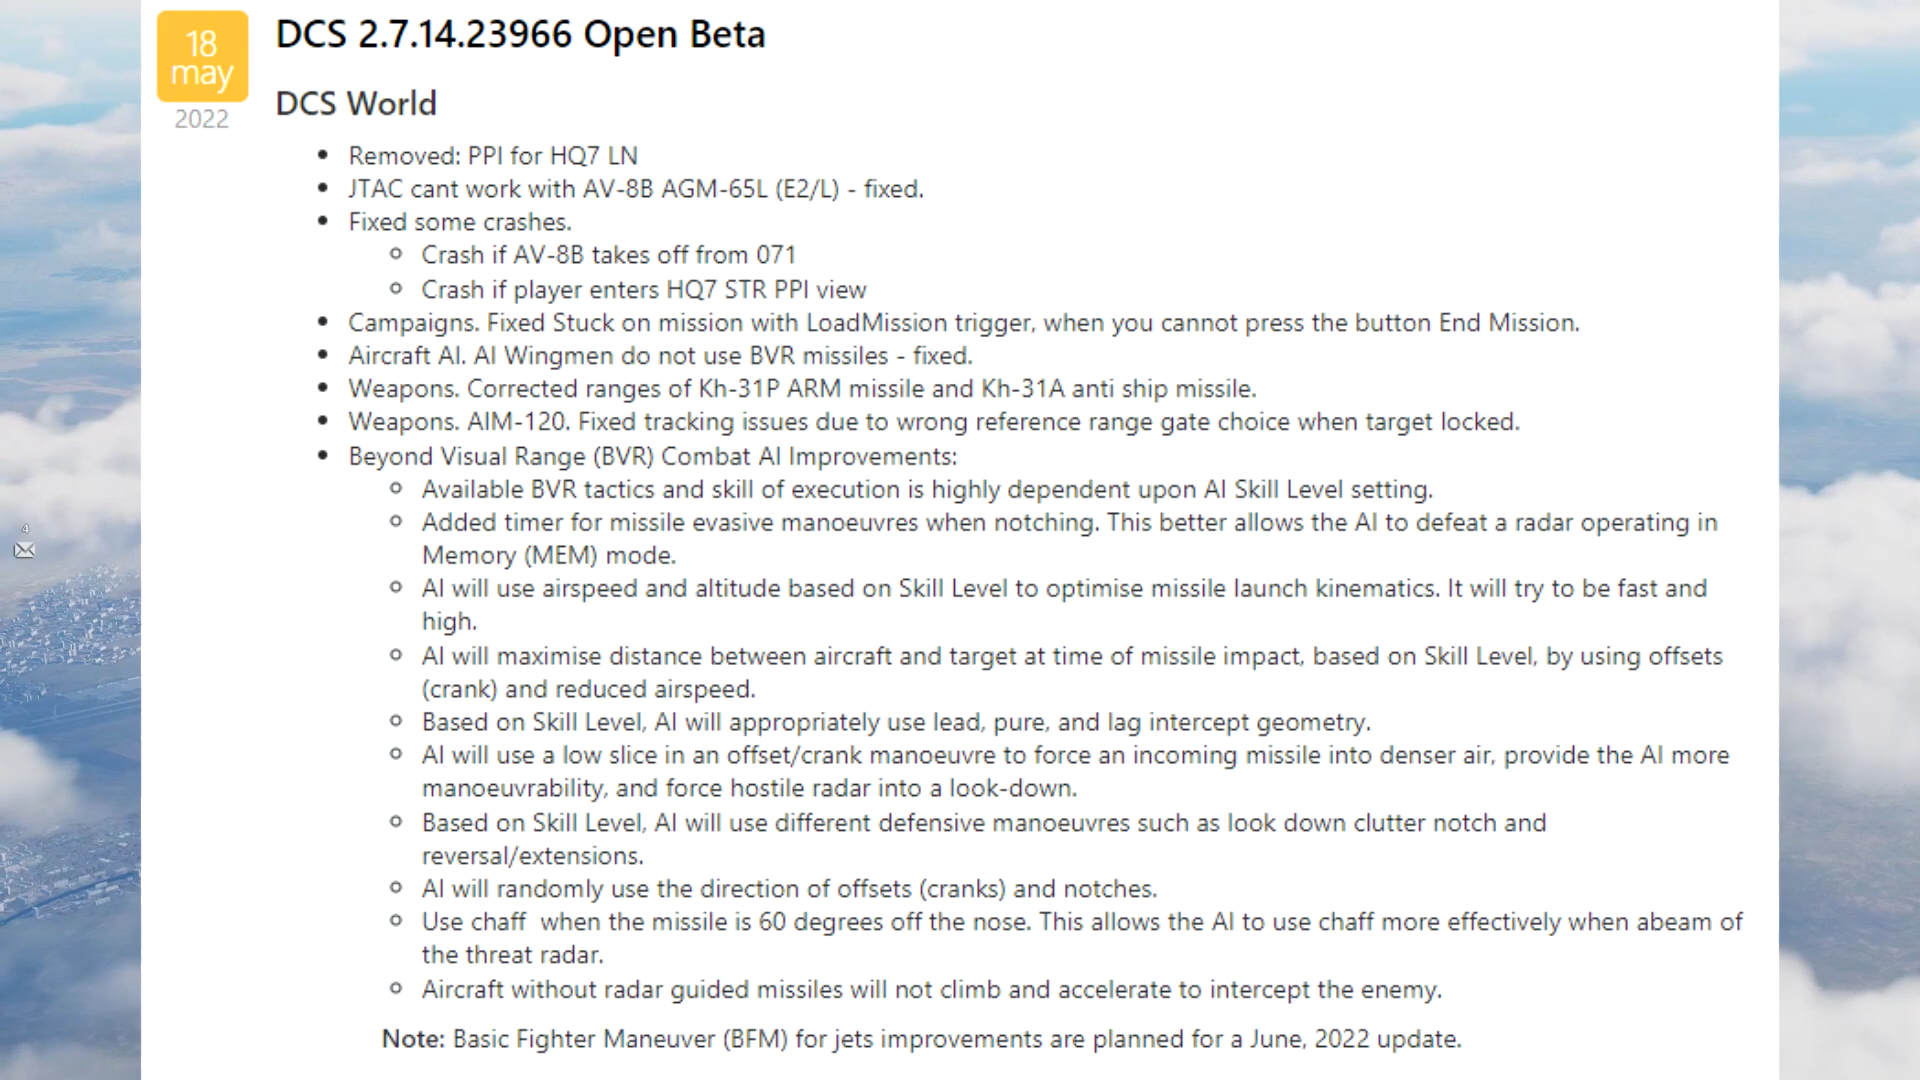 18
may
2022
DCS 2.7.14.23966 Open Beta
DCS World
Removed: PPI for HQ7 LN
JTAC cant work with AV-8B AGM-65L (E2/L) - fixed.
Fixed some crashes.
Crash if AV-8B takes off from 071
Crash if player enters HQ7 STR PPI view
Campaigns. Fixed Stuck on mission with LoadMission trigger, when you cannot press the button End Mission.
Aircraft AI. AI Wingmen do not use BVR missiles - fixed.
Weapons. Corrected ranges of Kh-31P ARM missile and Kh-31A anti ship missile.
Weapons. AIM-120. Fixed tracking issues due to wrong reference range gate choice when target locked.
Beyond Visual Range (BVR) Combat AI Improvements:
Available BVR tactics and skill of execution is highly dependent upon AI Skill Level setting.
Added timer for missile evasive manoeuvres when notching. This better allows the AI to defeat a radar operating in
Memory (MEM) mode.
AI will use airspeed and altitude based on Skill Level to optimise missile launch kinematics. It will try to be fast and
high.
AI will maximise distance between aircraft and target at time of missile impact, based on Skill Level, by using offsets
(crank) and reduced airspeed.
Based on Skill Level, AI will appropriately use lead, pure, and lag intercept geometry.
AI will use a low slice in an offset/crank manoeuvre to force an incoming missile into denser air, provide the AI more
manoeuvrability, and force hostile radar into a look-down.
Based on Skill Level, AI will use different defensive manoeuvres such as look down clutter notch and
reversal/extensions.
AI will randomly use the direction of offsets (cranks) and notches.
Use chaff  when the missile is 60 degrees off the nose. This allows the AI to use chaff more effectively when abeam of
the threat radar.
Aircraft without radar guided missiles will not climb and accelerate to intercept the enemy.
Note: Basic Fighter Maneuver (BFM) for jets improvements are planned for a June, 2022 update.
4